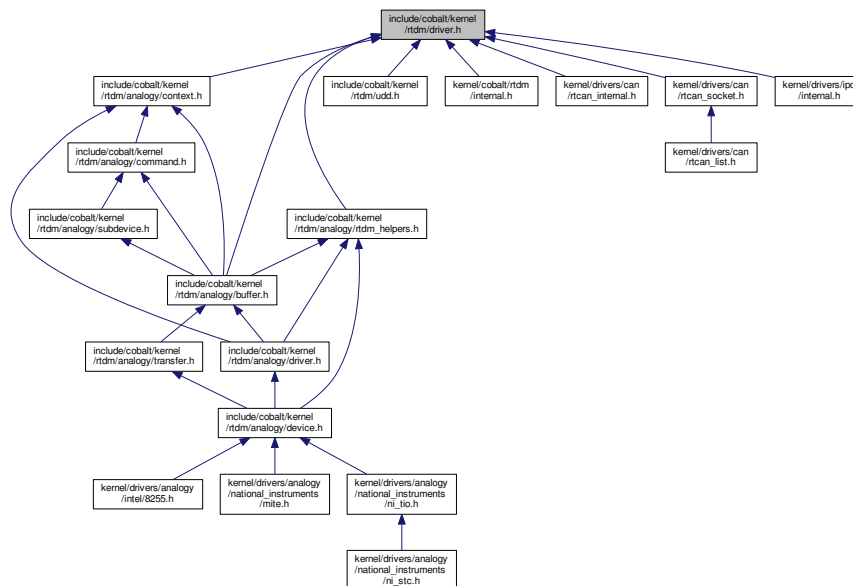 include/cobalt/kernel
/rtdm/driver.h
include/cobalt/kernel
/rtdm/analogy/context.h
include/cobalt/kernel
/rtdm/udd.h
kernel/cobalt/rtdm
/internal.h
kernel/drivers/can
/rtcan_internal.h
kernel/drivers/can
/rtcan_socket.h
kernel/drivers/ipc
/internal.h
include/cobalt/kernel
/rtdm/analogy/command.h
kernel/drivers/can
/rtcan_list.h
include/cobalt/kernel
/rtdm/analogy/subdevice.h
include/cobalt/kernel
/rtdm/analogy/rtdm_helpers.h
include/cobalt/kernel
/rtdm/analogy/buffer.h
include/cobalt/kernel
/rtdm/analogy/transfer.h
include/cobalt/kernel
/rtdm/analogy/driver.h
include/cobalt/kernel
/rtdm/analogy/device.h
kernel/drivers/analogy
/intel/8255.h
kernel/drivers/analogy
/national_instruments
/mite.h
kernel/drivers/analogy
/national_instruments
/ni_tio.h
kernel/drivers/analogy
/national_instruments
/ni_stc.h